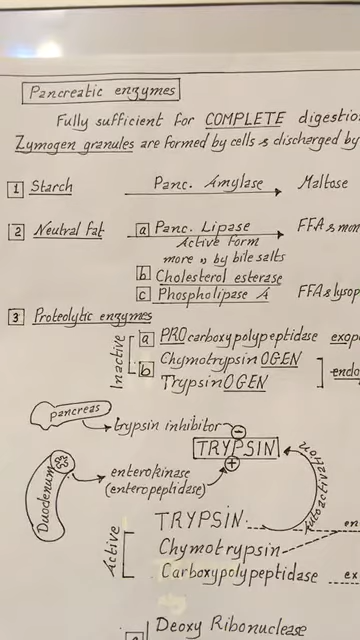 Pancreatic enzymes
Fully sufficient for COMPLETE digestio
Zymogen granules are formed by cells & discharged by
1 Starch Panc. Amylase Maltose
2 Neutral fat a Panc. Lipase FFA & mon
Active form
more n by bile salts
b Cholesterol esterase
c Phospholipase A FFA & lysop
3 Proteolytic enzymes
Inactive a PROcarboxypolypeptidase exop
b ChymotrypsinOGEN endo
TrypsinOGEN
pancreas
trypsin inhibitor −
TRYPSIN
+
Duodenum
enterokinase
(enteropeptidase)
autoactivation
Active TRYPSIN en
Chymotrypsin
Carboxypolypeptidase ex
Deoxy Ribonuclease
a